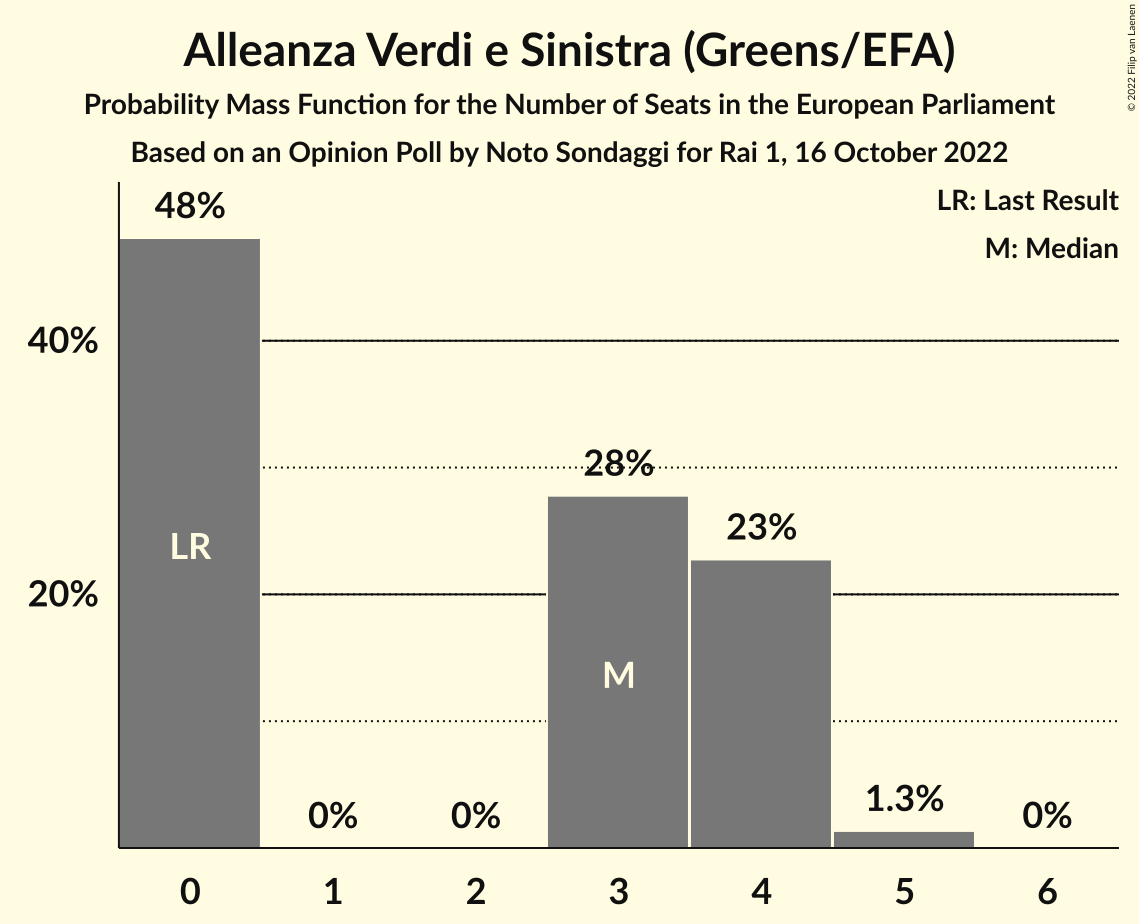 Alleanza Verdi e Sinistra (Greens/EFA)
Probability Mass Function for the Number of Seats in the European Parliament
Based on an Opinion Poll by Noto Sondaggi for Rai 1, 16 October 2022
© 2022 Filip van Laenen
LR: Last Result
M: Median
48%
40%
28%
23%
LR
20%
M
1.3%
0%
0%
0%
0
1
2
3
4
5
6